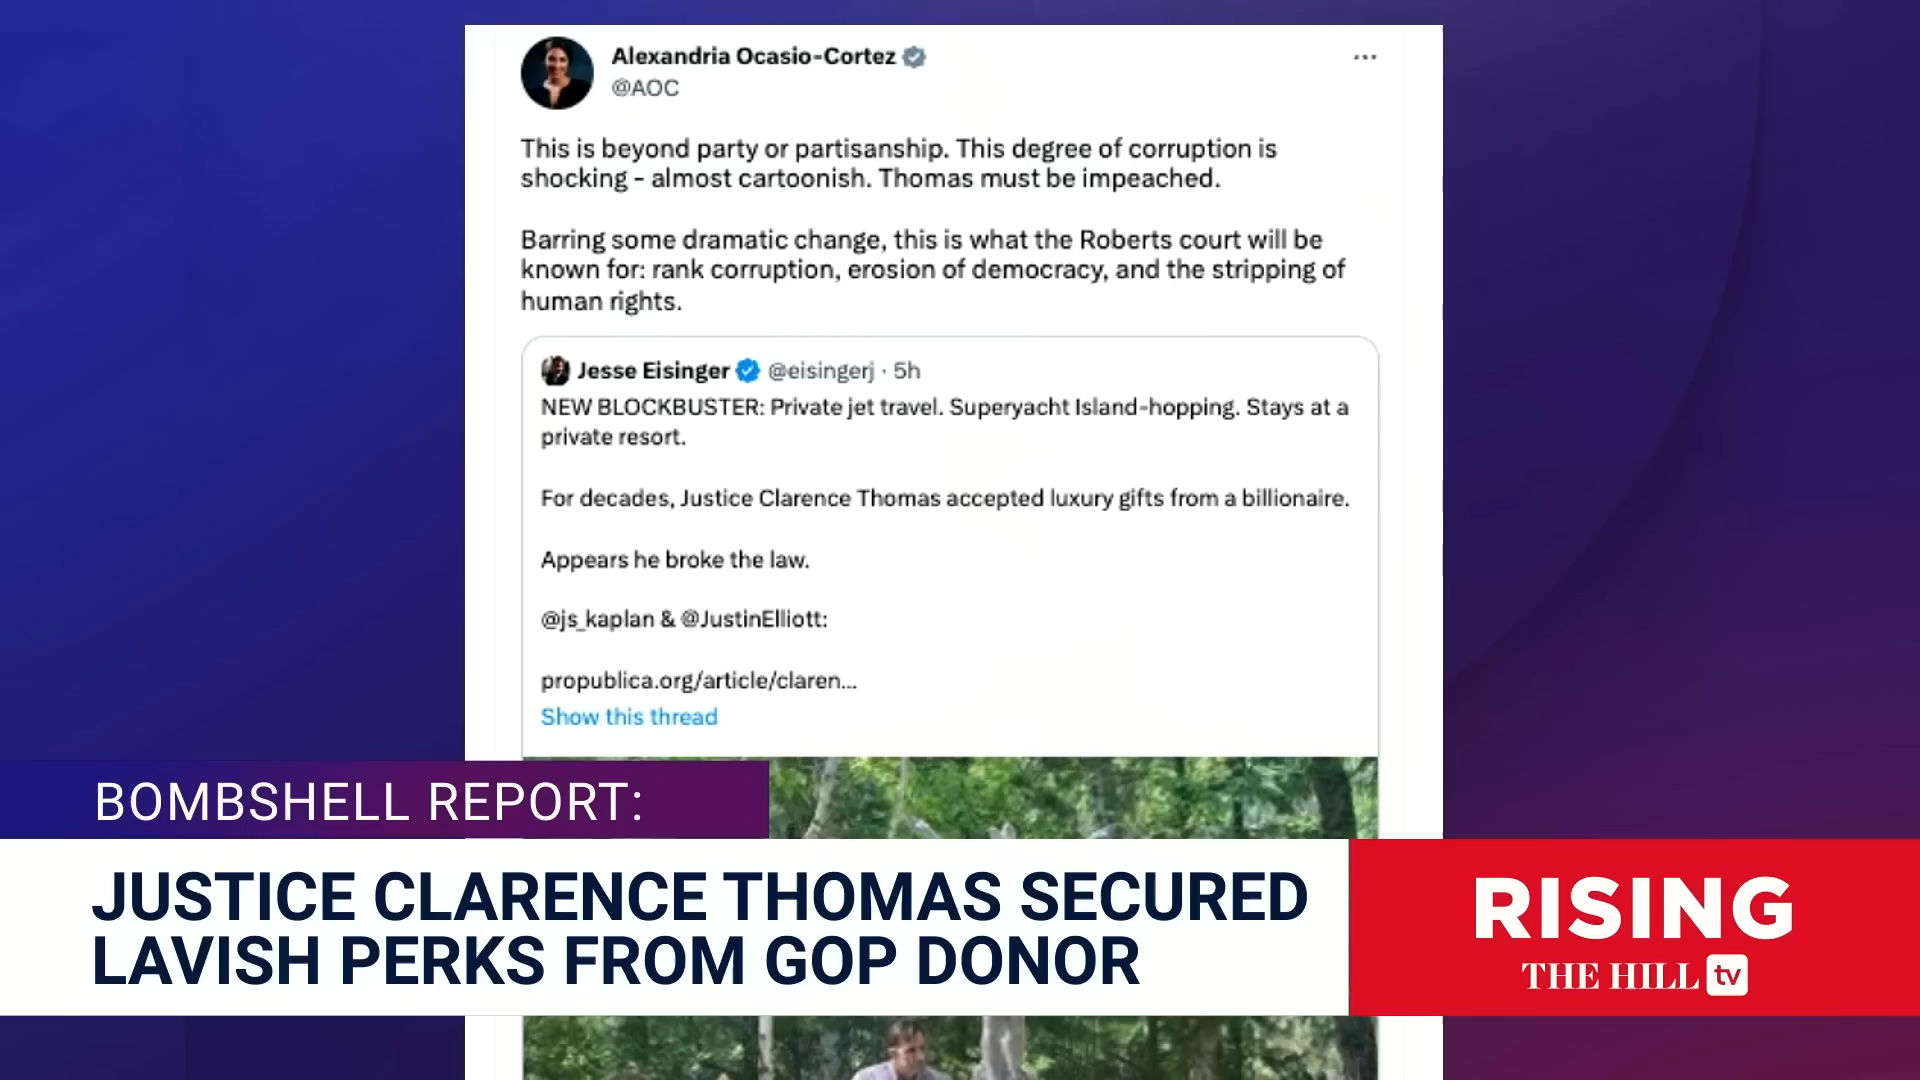 Alexandria Ocasio-Cortez
@AOC
This is beyond party or partisanship. This degree of corruption is
shocking - almost cartoonish. Thomas must be impeached.
Barring some dramatic change, this is what the Roberts court will be
known for: rank corruption, erosion of democracy, and the stripping of
human rights.
Jesse Eisinger @eisingerj · 5h
NEW BLOCKBUSTER: Private jet travel. Superyacht Island-hopping. Stays at a
private resort.
For decades, Justice Clarence Thomas accepted luxury gifts from a billionaire.
Appears he broke the law.
@js_kaplan & @JustinElliott:
propublica.org/article/claren...
Show this thread
BOMBSHELL REPORT:
JUSTICE CLARENCE THOMAS SECURED
LAVISH PERKS FROM GOP DONOR
RISING
THE HILL tv